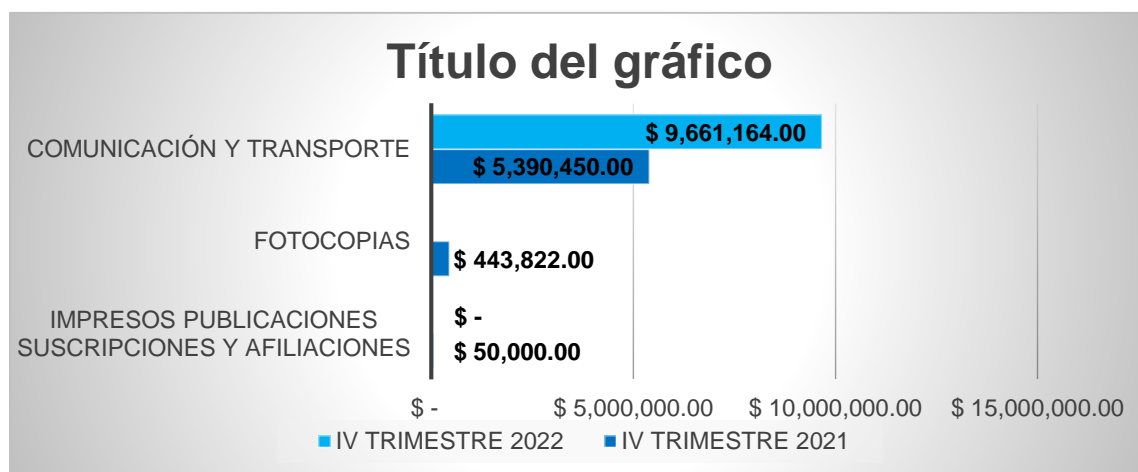 Título del gráfico
COMUNICACIÓN Y TRANSPORTE
$ 9,661,164.00
$ 5,390,450.00
FOTOCOPIAS
$ 443,822.00
IMPRESOS PUBLICACIONES
SUSCRIPCIONES Y AFILIACIONES
$ -
$ 50,000.00
$ - $ 5,000,000.00 $ 10,000,000.00 $ 15,000,000.00
IV TRIMESTRE 2022 IV TRIMESTRE 2021